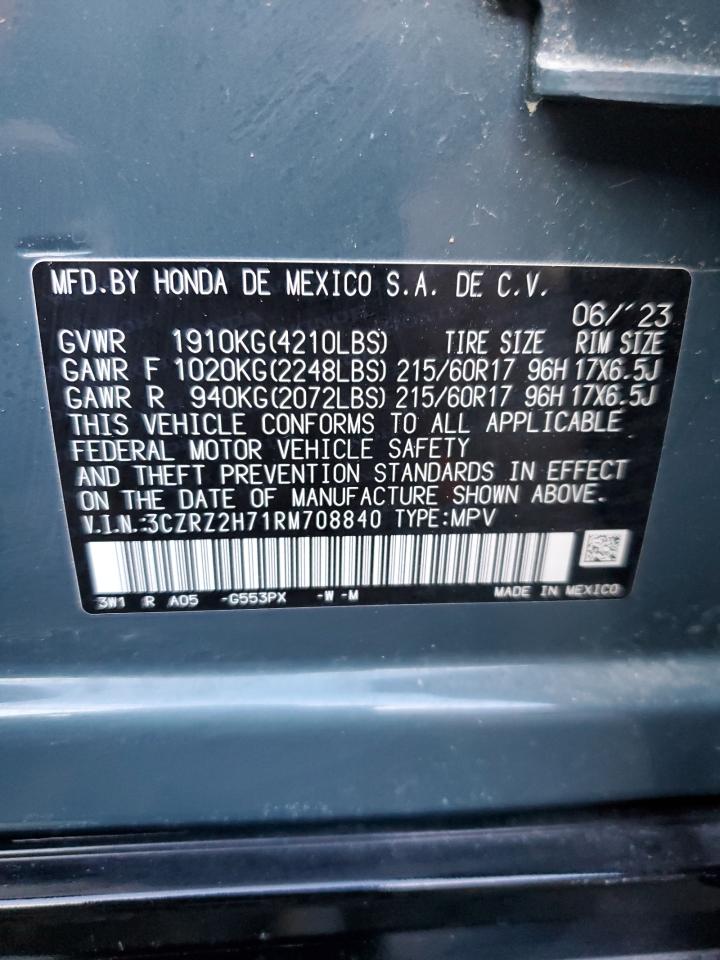 MFD.BY HONDA DE MEXICO S.A. DE C.V.
06/ '23
GVWR 1910KG(4210LBS) TIRE SIZE RIM SIZE
GAWR F 1020KG(2248LBS) 215/60R17 96H 17X6.5J
GAWR R 940KG(2072LBS) 215/60R17 96H 17X6.5J
THIS VEHICLE CONFORMS TO ALL APPLICABLE
FEDERAL MOTOR VEHICLE SAFETY
AND THEFT PREVENTION STANDARDS IN EFFECT
ON THE DATE OF MANUFACTURE SHOWN ABOVE.
V.I.N.:3CZRZ2H71RM708840 TYPE:MPV
3W1 R A05 -G553PX -W -M MADE IN MEXICO